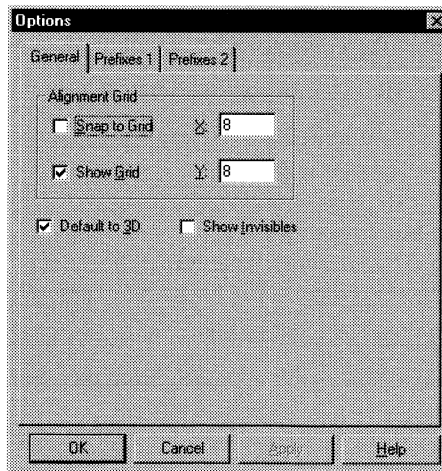 Options
General Prefixes 1 Prefixes 2
Alignment Grid
Snap to Grid X: 8
Show Grid Y: 8
Default to 3D Show Invisibles
OK Cancel Apply Help